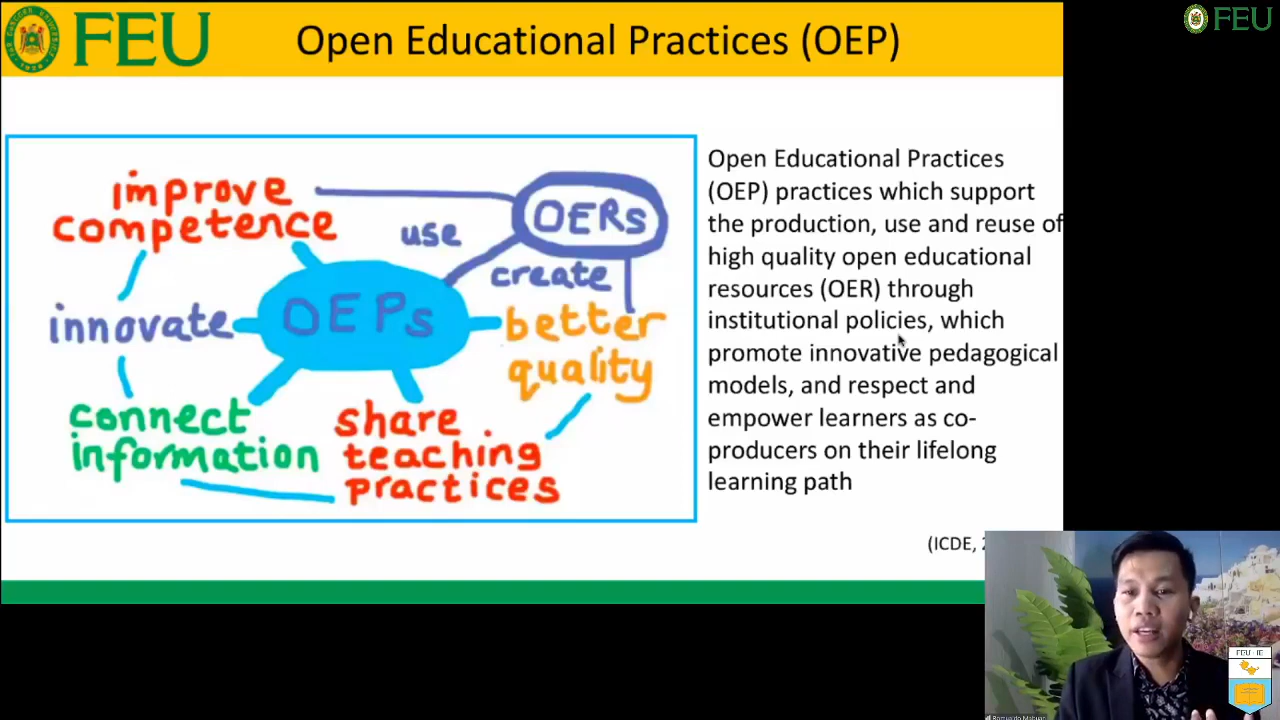 FEU
Open Educational Practices (OEP)
FEU
improve
competence
use
OERs
create
innovate
OEPs
better
quality
connect
information
share
teaching
practices
Open Educational Practices
(OEP) practices which support
the production, use and reuse of
high quality open educational
resources (OER) through
institutional policies, which
promote innovative pedagogical
models, and respect and
empower learners as co-
producers on their lifelong
learning path
(ICDE,
FEU